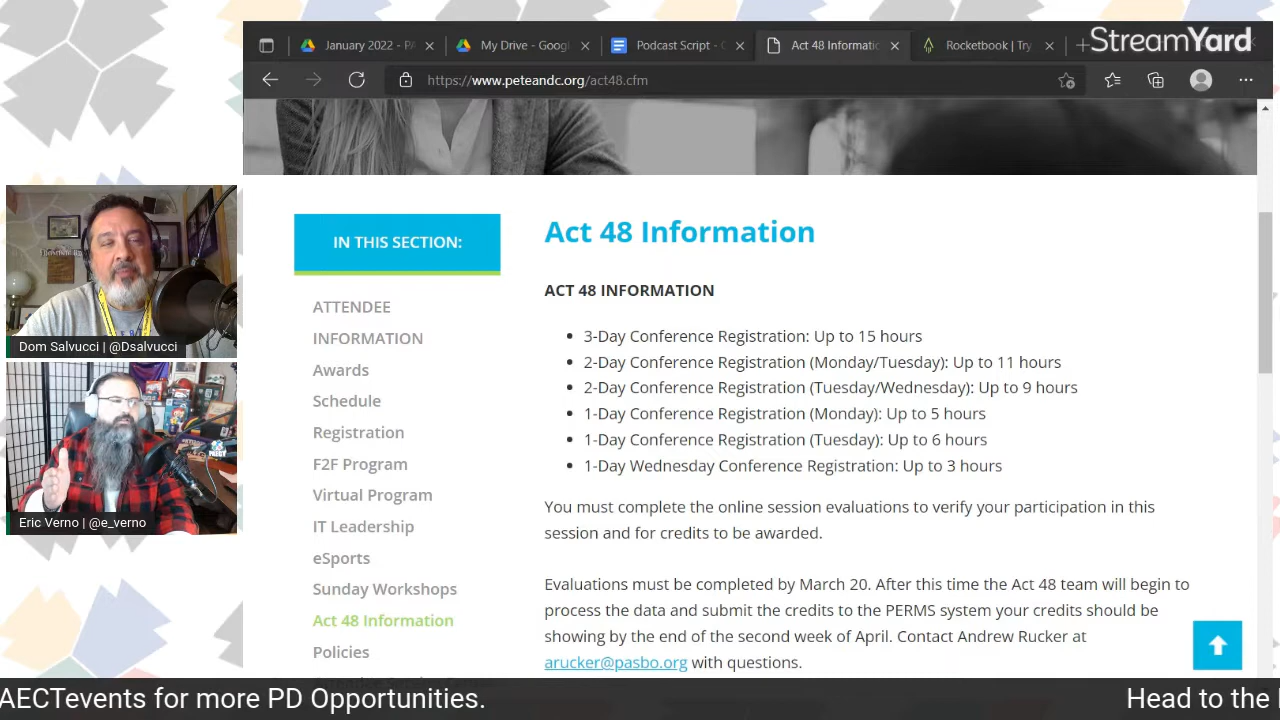 January 2022 - PA
My Drive - Googl
Podcast Script - G
Act 48 Informatic
Rocketbook | Try
StreamYard
https://www.peteandc.org/act48.cfm
IN THIS SECTION:
ATTENDEE
INFORMATION
Awards
Schedule
Registration
F2F Program
Virtual Program
IT Leadership
eSports
Sunday Workshops
Act 48 Information
Policies
Act 48 Information
ACT 48 INFORMATION
3-Day Conference Registration: Up to 15 hours
2-Day Conference Registration (Monday/Tuesday): Up to 11 hours
2-Day Conference Registration (Tuesday/Wednesday): Up to 9 hours
1-Day Conference Registration (Monday): Up to 5 hours
1-Day Conference Registration (Tuesday): Up to 6 hours
1-Day Wednesday Conference Registration: Up to 3 hours
You must complete the online session evaluations to verify your participation in this
session and for credits to be awarded.
Evaluations must be completed by March 20. After this time the Act 48 team will begin to
process the data and submit the credits to the PERMS system your credits should be
showing by the end of the second week of April. Contact Andrew Rucker at
arucker@pasbo.org with questions.
Dom Salvucci | @Dsalvucci
Eric Verno | @e_verno
AECTevents for more PD Opportunities.
Head to the